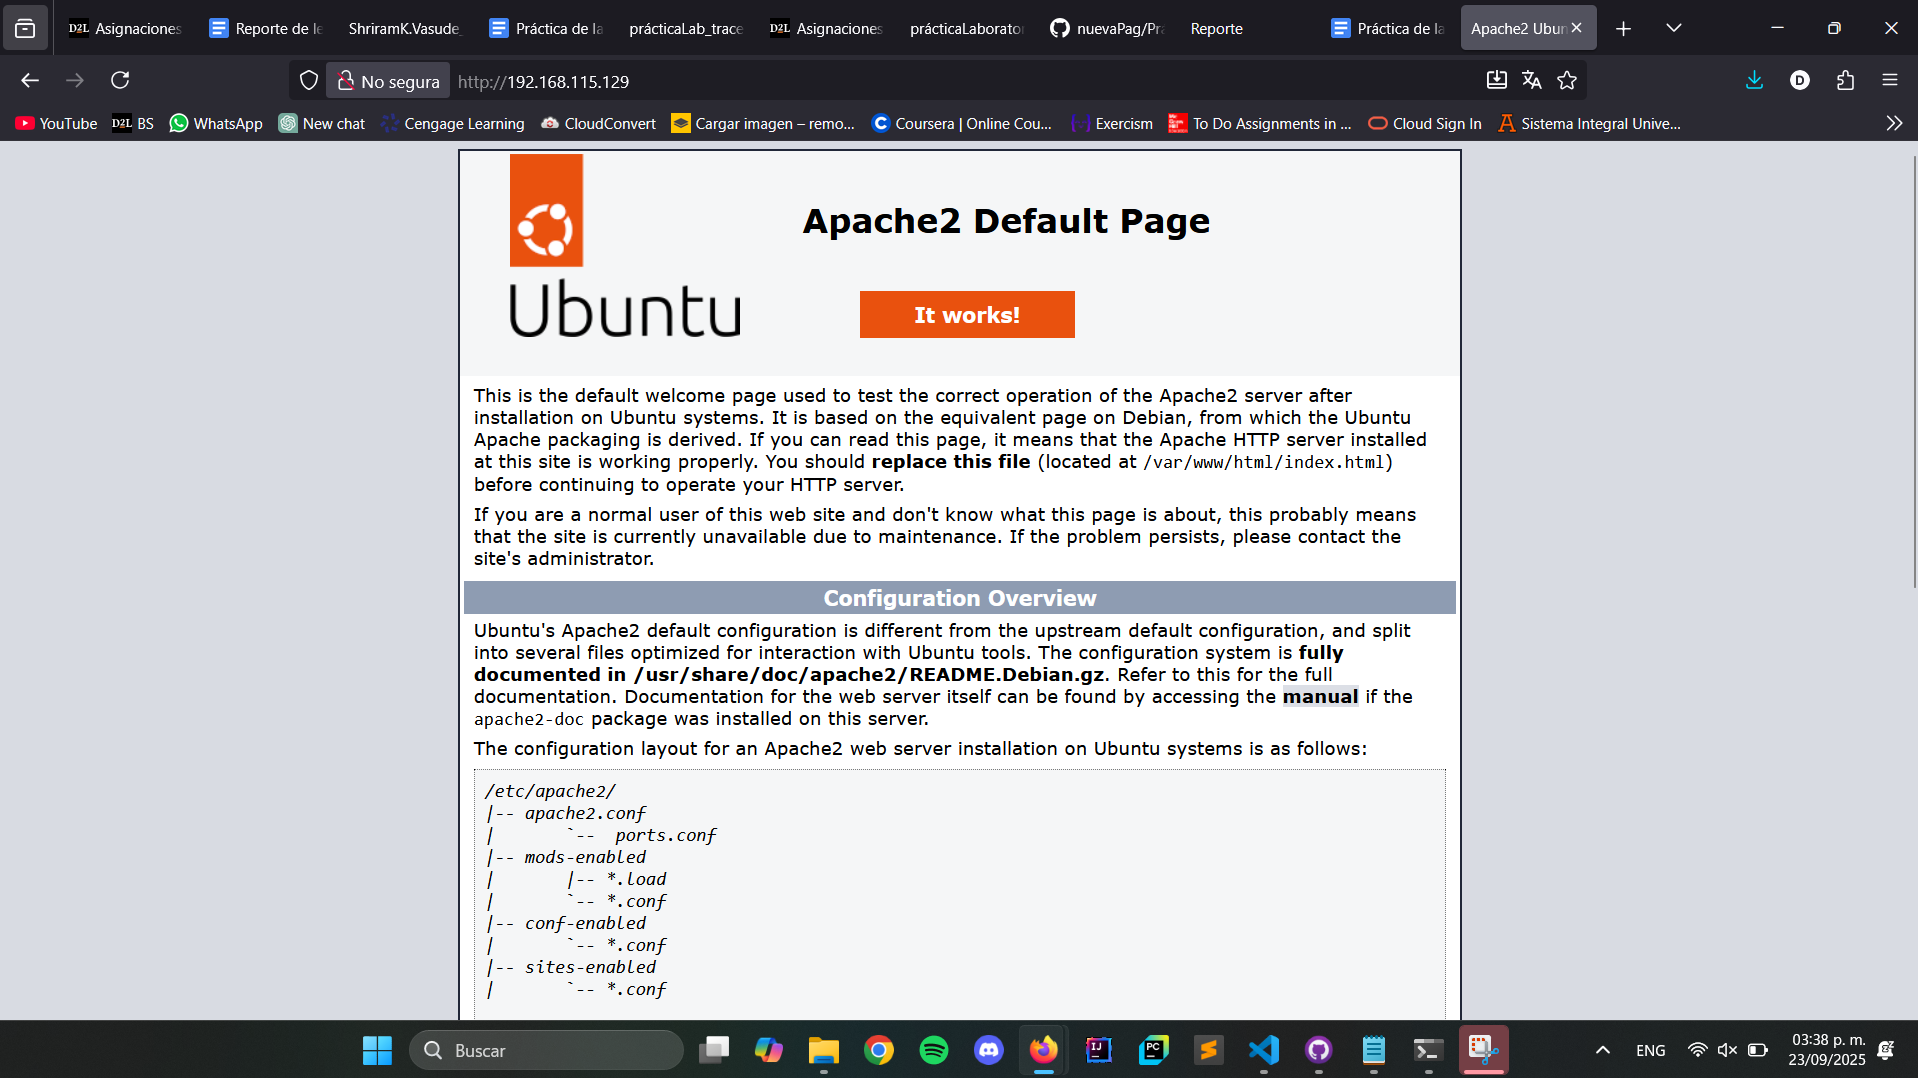 D2L Asignaciones
Reporte de le
ShriramK.Vasude
Práctica de la
prácticaLab_trace
D2L Asignaciones
prácticaLaborator
nuevaPag/Prá
Reporte
Práctica de la
Apache2 Ubun
No segura
http://192.168.115.129
D
YouTube
D2L BS
WhatsApp
New chat
Cengage Learning
CloudConvert
Cargar imagen – remo...
Coursera | Online Cou...
Exercism
To Do Assignments in ...
Cloud Sign In
Sistema Integral Unive...
Ubuntu
Apache2 Default Page
It works!
This is the default welcome page used to test the correct operation of the Apache2 server after
installation on Ubuntu systems. It is based on the equivalent page on Debian, from which the Ubuntu
Apache packaging is derived. If you can read this page, it means that the Apache HTTP server installed
at this site is working properly. You should replace this file (located at /var/www/html/index.html)
before continuing to operate your HTTP server.
If you are a normal user of this web site and don't know what this page is about, this probably means
that the site is currently unavailable due to maintenance. If the problem persists, please contact the
site's administrator.
Configuration Overview
Ubuntu's Apache2 default configuration is different from the upstream default configuration, and split
into several files optimized for interaction with Ubuntu tools. The configuration system is fully
documented in /usr/share/doc/apache2/README.Debian.gz. Refer to this for the full
documentation. Documentation for the web server itself can be found by accessing the manual if the
apache2-doc package was installed on this server.
The configuration layout for an Apache2 web server installation on Ubuntu systems is as follows:
/etc/apache2/
|-- apache2.conf
|       `--  ports.conf
|-- mods-enabled
|       |-- *.load
|       `-- *.conf
|-- conf-enabled
|       `-- *.conf
|-- sites-enabled
|       `-- *.conf
Buscar
IJ
PC
ENG
03:38 p. m.
23/09/2025